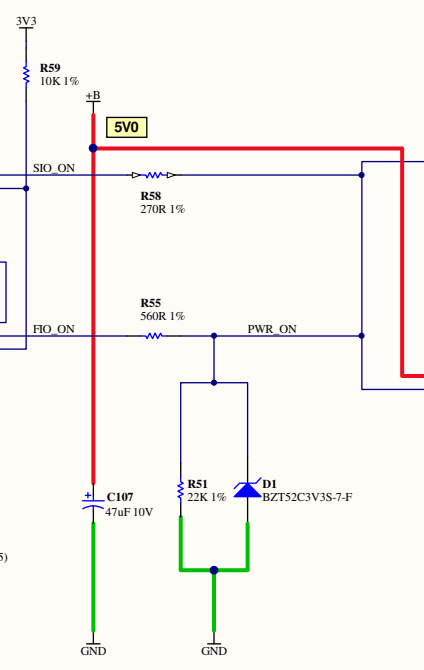 3V3
R59
10K 1%
+B
5V0
SIO_ON
R58
270R 1%
R55
560R 1%
FIO_ON
PWR_ON
R51
22K 1%
D1
BZT52C3V3S-7-F
+
C107
47uF 10V
5)
GND
GND